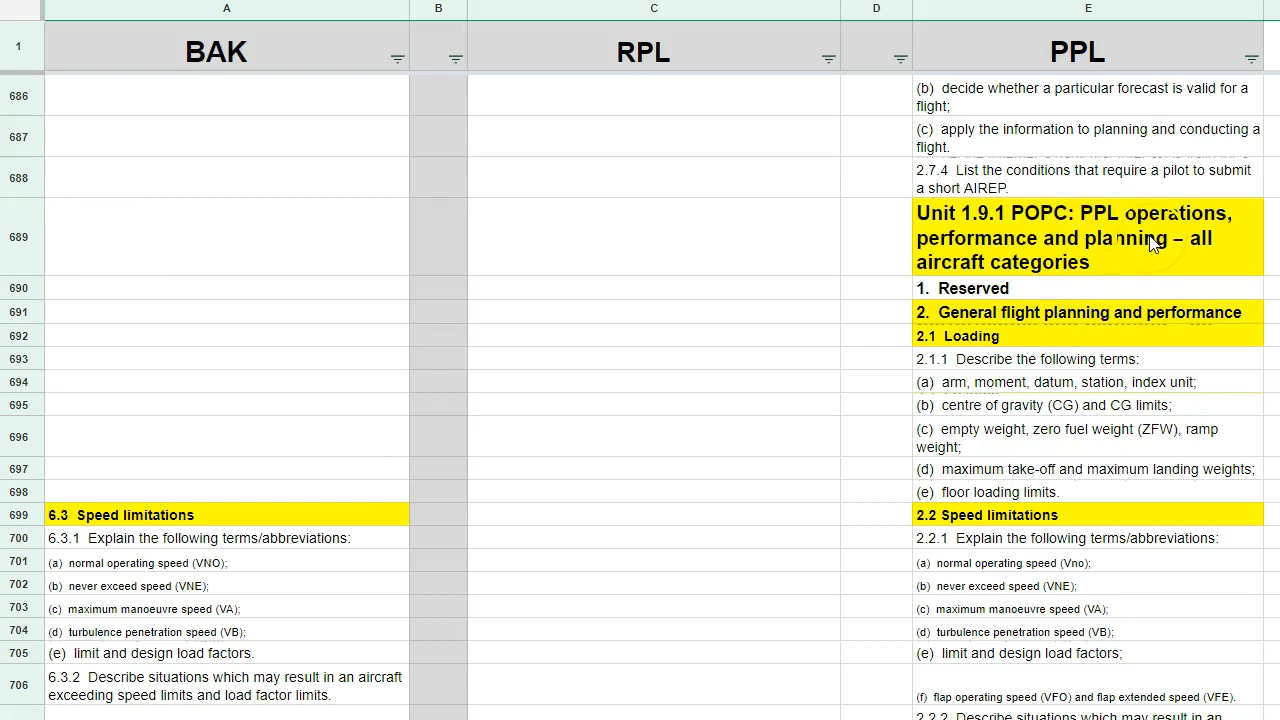 A B C D E
1 BAK RPL PPL
686 (b) decide whether a particular forecast is valid for a
flight;
687 (c) apply the information to planning and conducting a
flight.
688 2.7.4 List the conditions that require a pilot to submit
a short AIREP.
Unit 1.9.1 POPC: PPL operations,
689 performance and planning – all
aircraft categories
690 1. Reserved
691 2. General flight planning and performance
692 2.1 Loading
693 2.1.1 Describe the following terms:
694 (a) arm, moment, datum, station, index unit;
695 (b) centre of gravity (CG) and CG limits;
696 (c) empty weight, zero fuel weight (ZFW), ramp
weight;
697 (d) maximum take-off and maximum landing weights;
698 (e) floor loading limits.
699 6.3 Speed limitations 2.2 Speed limitations
700 6.3.1 Explain the following terms/abbreviations: 2.2.1 Explain the following terms/abbreviations:
701 (a) normal operating speed (VNO); (a) normal operating speed (Vno);
702 (b) never exceed speed (VNE); (b) never exceed speed (VNE);
703 (c) maximum manoeuvre speed (VA); (c) maximum manoeuvre speed (VA);
704 (d) turbulence penetration speed (VB); (d) turbulence penetration speed (VB);
705 (e) limit and design load factors. (e) limit and design load factors;
706 6.3.2 Describe situations which may result in an aircraft
exceeding speed limits and load factor limits. (f) flap operating speed (VFO) and flap extended speed (VFE).
2.2.2 Describe situations which may result in an